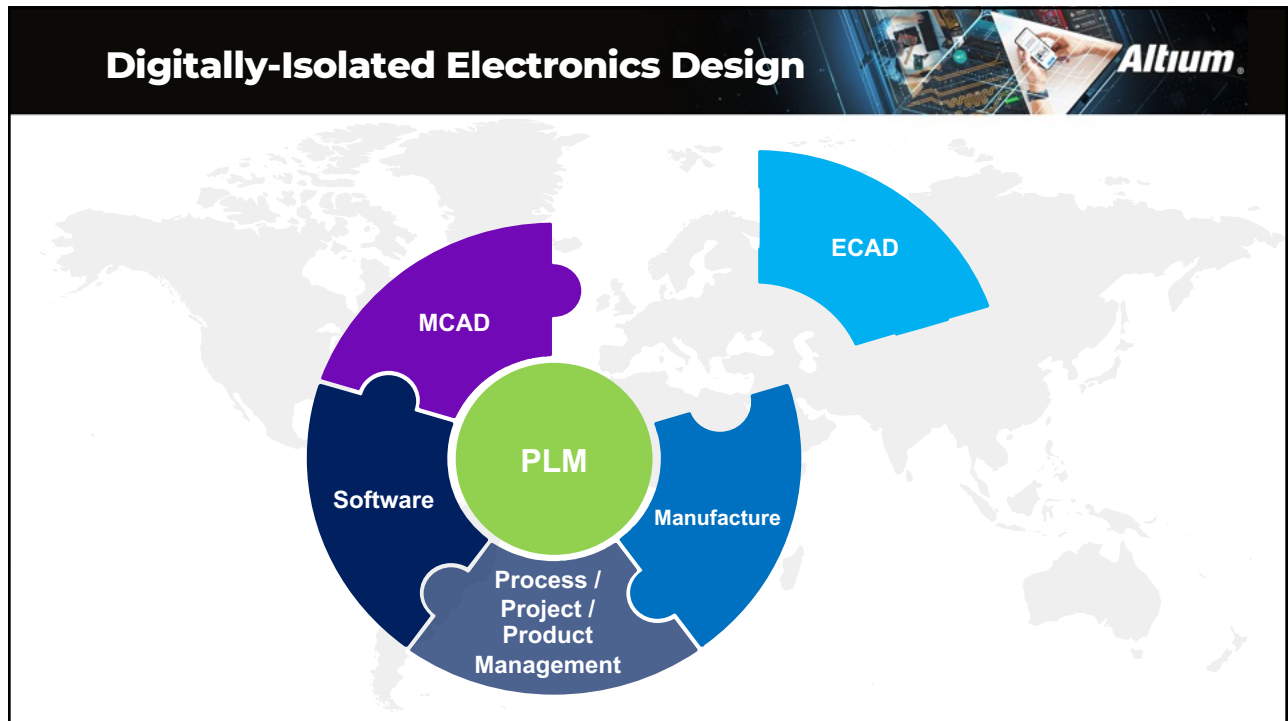 Digitally-Isolated Electronics Design
Altium®
ECAD
MCAD
PLM
Software
Manufacture
Process /
Project /
Product
Management